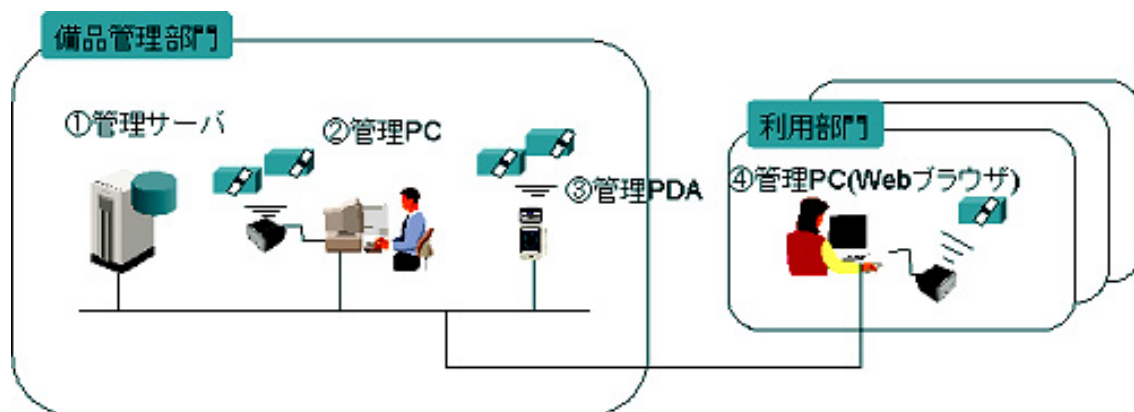 備品管理部門
①管理サーバ
②管理PC
③管理PDA
利用部門
④管理PC(Webブラウザ)